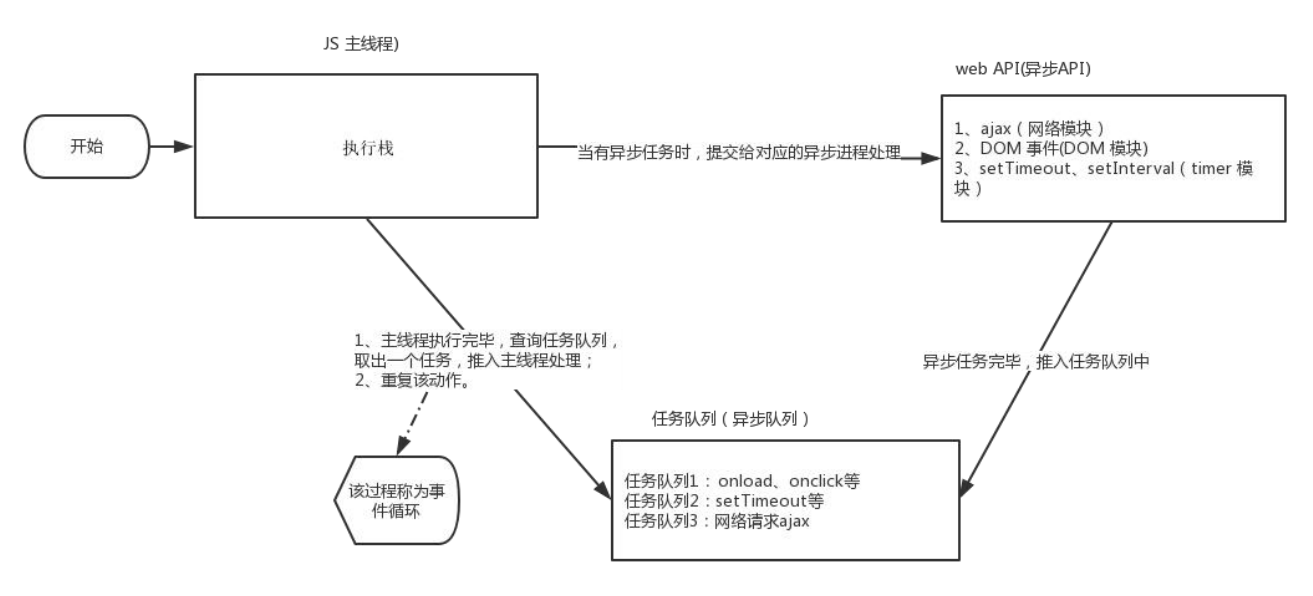 JS 主线程)
web API(异步API)
开始
执行栈
当有异步任务时，提交给对应的异步进程处理
1、ajax（网络模块）
2、DOM 事件(DOM 模块)
3、setTimeout、setInterval（timer 模
块）
1、主线程执行完毕，查询任务队列，
取出一个任务，推入主线程处理；
2、重复该动作。
异步任务完毕，推入任务队列中
该过程称为事
件循环
任务队列（异步队列）
任务队列1：onload、onclick等
任务队列2：setTimeout等
任务队列3：网络请求ajax